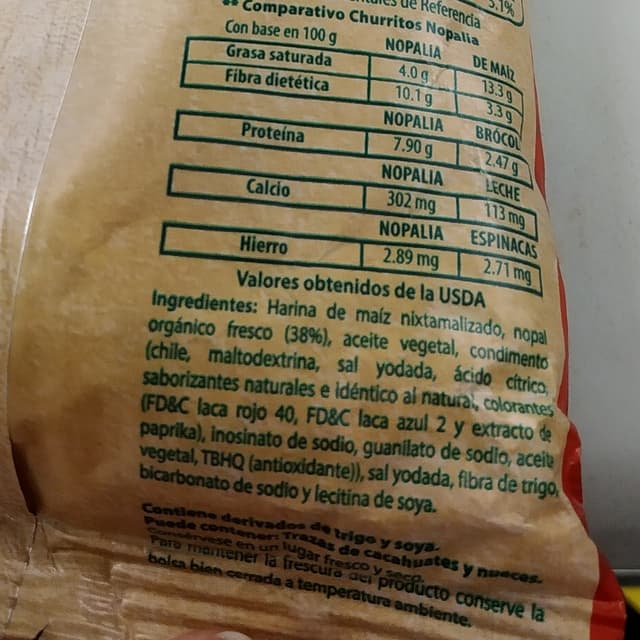 de Referencia
3.1%
** Comparativo Churritos Nopalia
Con base en 100 g NOPALIA DE MAÍZ
Grasa saturada 4.0 g 13.3 g
Fibra dietética 10.1 g 3.3 g
NOPALIA BRÓCOL
Proteína 7.90 g 2.47 g
NOPALIA LECHE
Calcio 302 mg 113 mg
NOPALIA ESPINACAS
Hierro 2.89 mg 2.71 mg
Valores obtenidos de la USDA
Ingredientes: Harina de maíz nixtamalizado, nopal
orgánico fresco (38%), aceite vegetal, condimento
(chile, maltodextrina, sal yodada, ácido cítrico,
saborizantes naturales e idéntico al natural, colorantes
(FD&C laca rojo 40, FD&C laca azul 2 y extracto de
paprika), inosinato de sodio, guanilato de sodio, aceite
vegetal, TBHQ (antioxidante)), sal yodada, fibra de trigo,
bicarbonato de sodio y lecitina de soya.
Contiene derivados de trigo y soya.
Puede contener: Trazas de cacahuates y nueces.
Consérvese en un lugar fresco y seco.
Para mantener la frescura del producto conserve la
bolsa bien cerrada a temperatura ambiente.